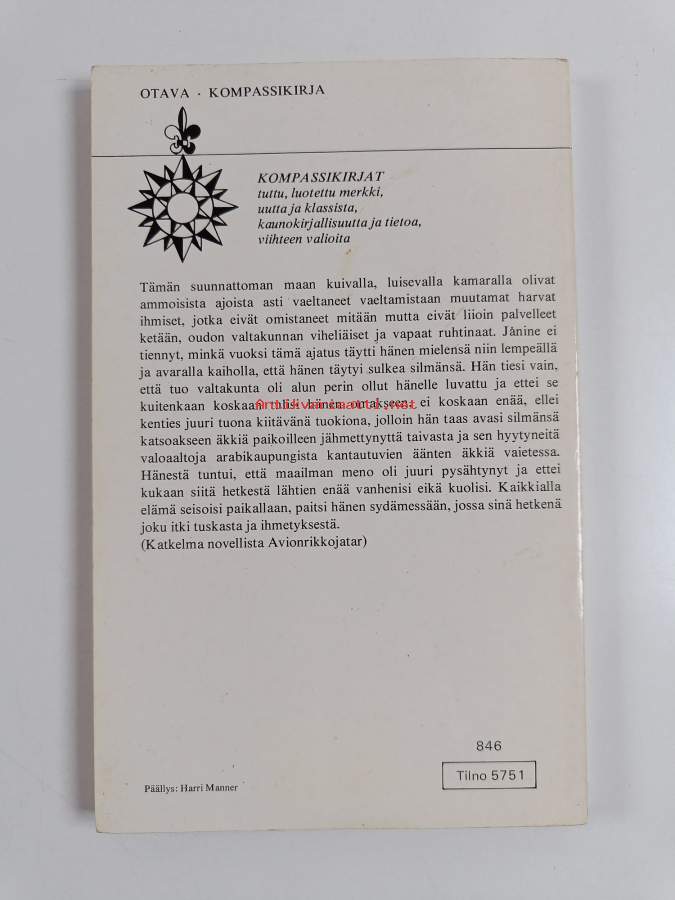 OTAVA · KOMPASSIKIRJA
KOMPASSIKIRJAT
tuttu, luotettu merkki,
uutta ja klassista,
kaunokirjallisuutta ja tietoa,
viihteen valioita
Tämän suunnattoman maan kuivalla, luisevalla kamaralla olivat
ammoisista ajoista asti vaeltaneet vaeltamistaan muutamat harvat
ihmiset, jotka eivät omistaneet mitään mutta eivät liioin palvelleet
ketään, oudon valtakunnan viheliäiset ja vapaat ruhtinaat. Janine ei
tiennyt, minkä vuoksi tämä ajatus täytti hänen mielensä niin lempeällä
ja avaralla kaiholla, että hänen täytyi sulkea silmänsä. Hän tiesi vain,
että tuo valtakunta oli alun perin ollut hänelle luvattu ja ettei se
kuitenkaan koskaan tulisi hänen omakseen, ei koskaan enää, ellei
kenties juuri tuona kiitävänä tuokiona, jolloin hän taas avasi silmänsä
katsoakseen äkkiä paikoilleen jähmettynyttä taivasta ja sen hyytyneitä
valoaaltoja arabikaupungista kantautuvien äänten äkkiä vaietessa.
Hänestä tuntui, että maailman meno oli juuri pysähtynyt ja ettei
kukaan siitä hetkestä lähtien enää vanhenisi eikä kuolisi. Kaikkialla
elämä seisoisi paikallaan, paitsi hänen sydämessään, jossa sinä hetkenä
joku itki tuskasta ja ihmetyksestä.
(Katkelma novellista Avionrikkojatar)
846
Tilno 5751
Päällys: Harri Manner